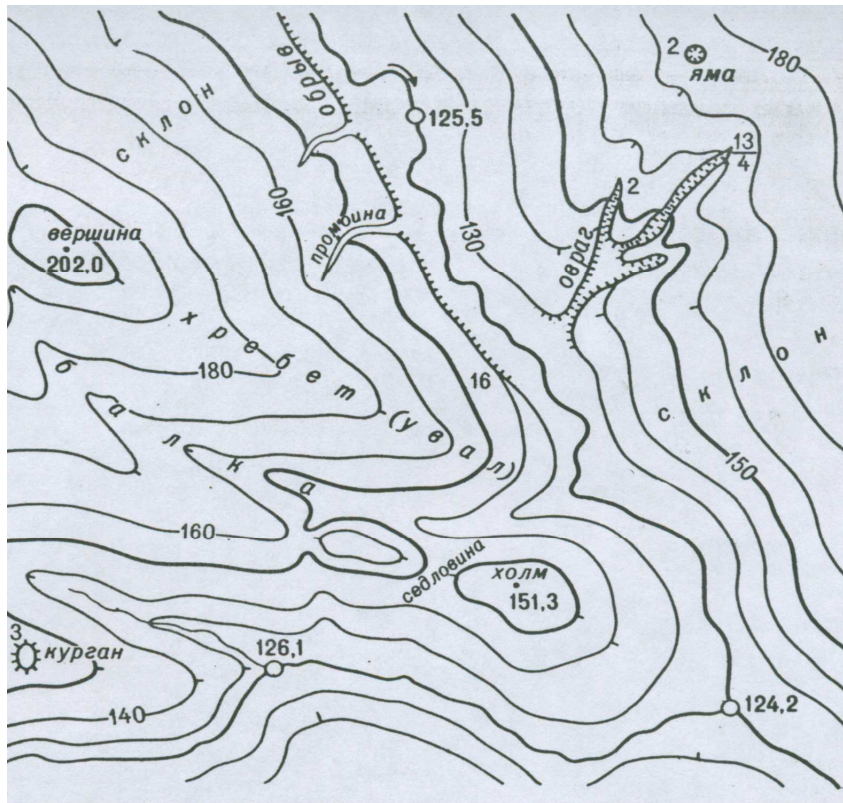 обрыв
склон
2
яма
180
125,5
13
4
160
2
130
вершина
202,0
промоина
овраг
хребет (увал)
склон
180
16
балка
150
160
седловина
холм
151,3
3
курган
126,1
140
124,2